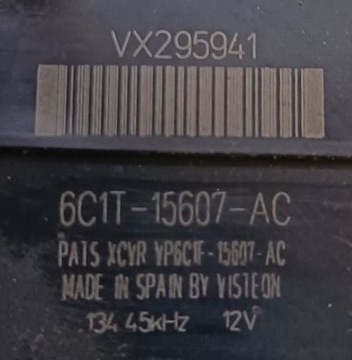 VX295941
6C1T-15607-AC
PATS XCVR VP6C1F-15607-AC
MADE IN SPAIN BY VISTEON
134.45kHz 12V